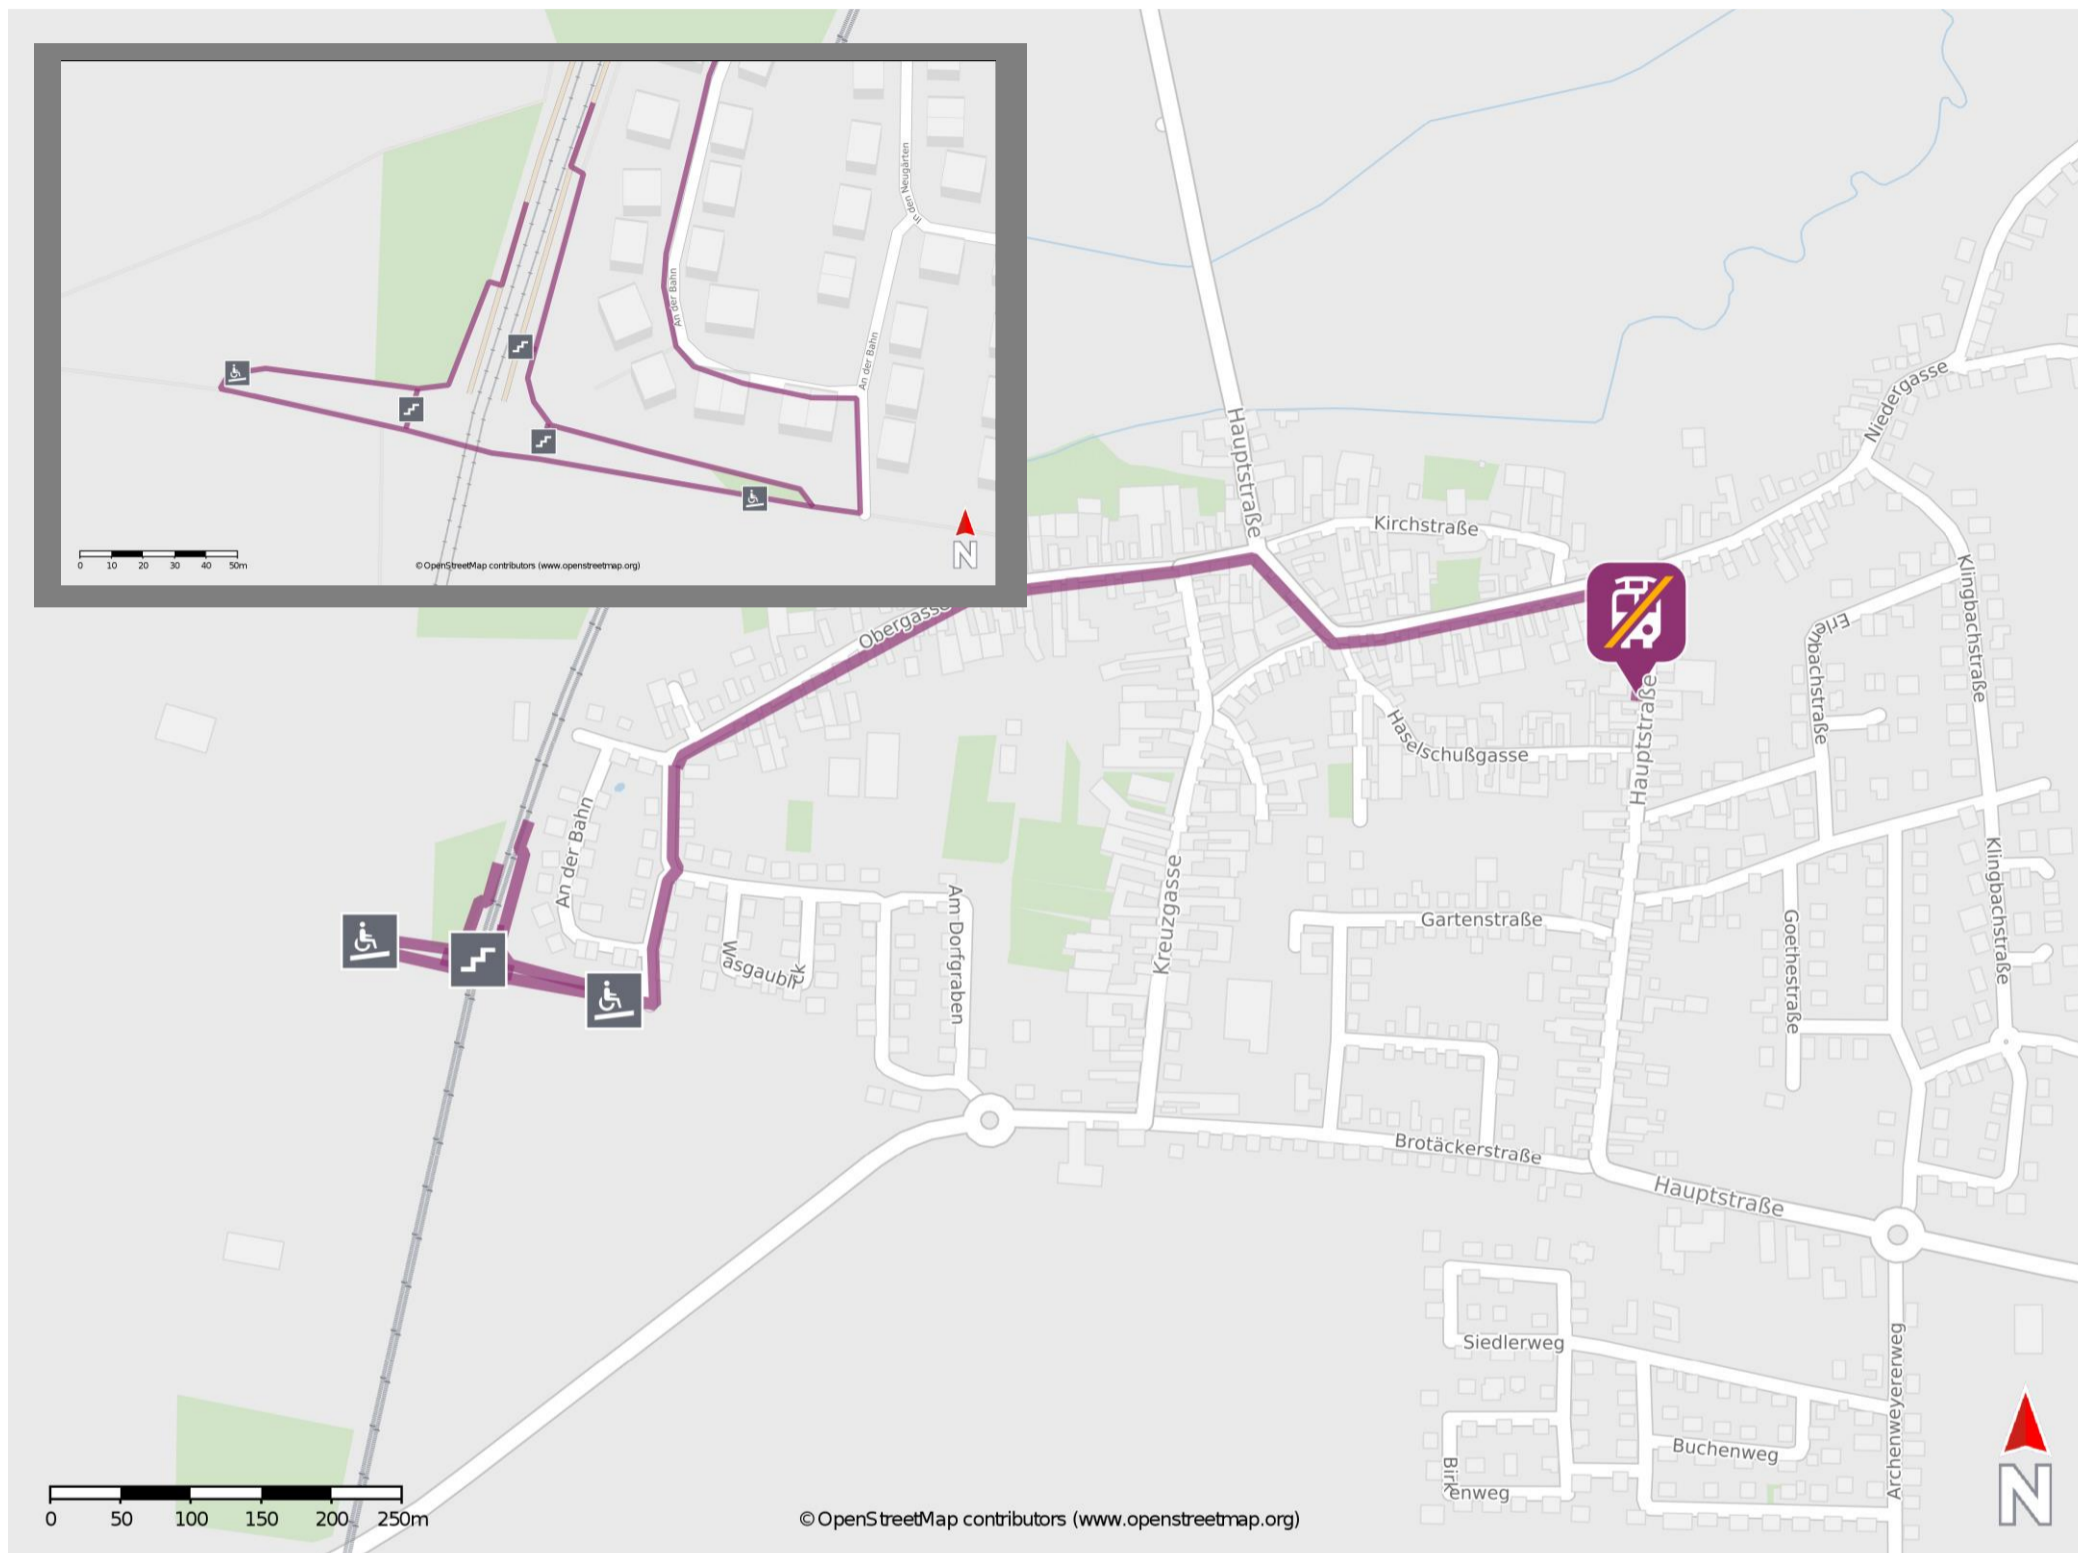 In den Neugärten
An der Bahn
An der Bahn
0 10 20 30 40 50m
©OpenStreetMap contributors (www.openstreetmap.org)
N
Hauptstraße
Niedergasse
Kirchstraße
Obergasse
Klingbachstraße
Erlenbachstraße
Hauptstraße
Haselschußgasse
An der Bahn
Kreuzgasse
Am Dorfgraben
Wasgaublick
Gartenstraße
Goethestraße
Klingbachstraße
Brotäckerstraße
Hauptstraße
Siedlerweg
Archenweyererweg
Buchenweg
Birkenweg
0 50 100 150 200 250m
©OpenStreetMap contributors (www.openstreetmap.org)
N